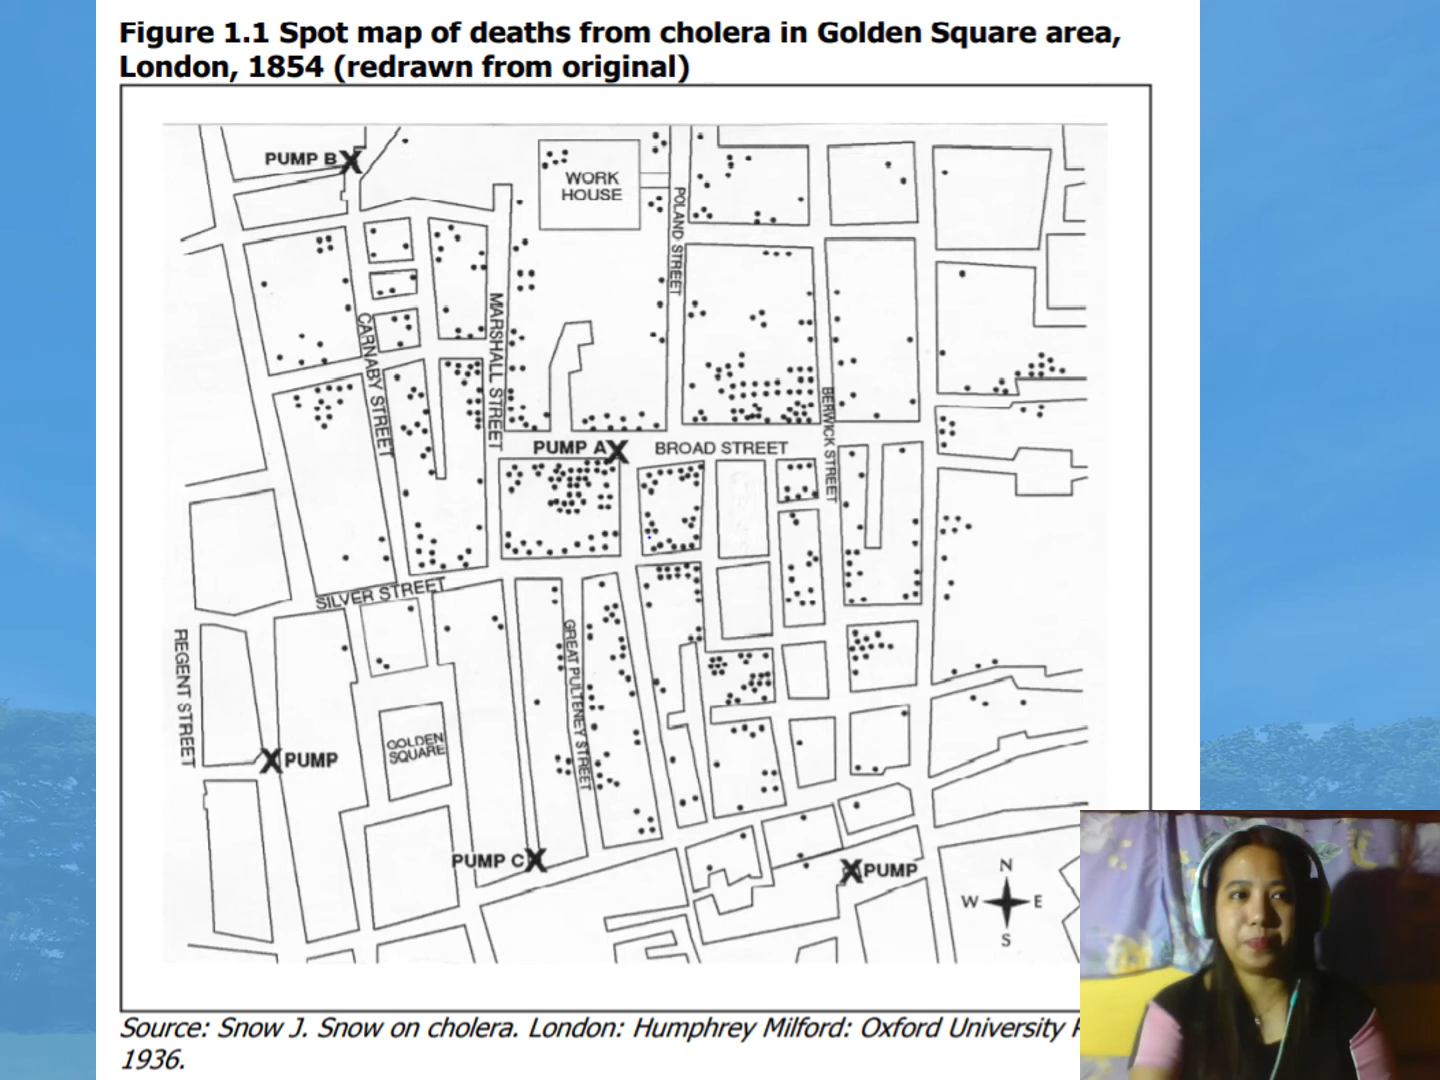 Figure 1.1 Spot map of deaths from cholera in Golden Square area,
London, 1854 (redrawn from original)
PUMP B
WORK
HOUSE
POLAND STREET
MARSHALL STREET
CARNABY STREET
BERWICK STREET
PUMP A
BROAD STREET
SILVER STREET
REGENT STREET
GREAT PULTENEY STREET
GOLDEN
SQUARE
PUMP
PUMP C
PUMP
N
W
E
S
Source: Snow J. Snow on cholera. London: Humphrey Milford: Oxford University
1936.